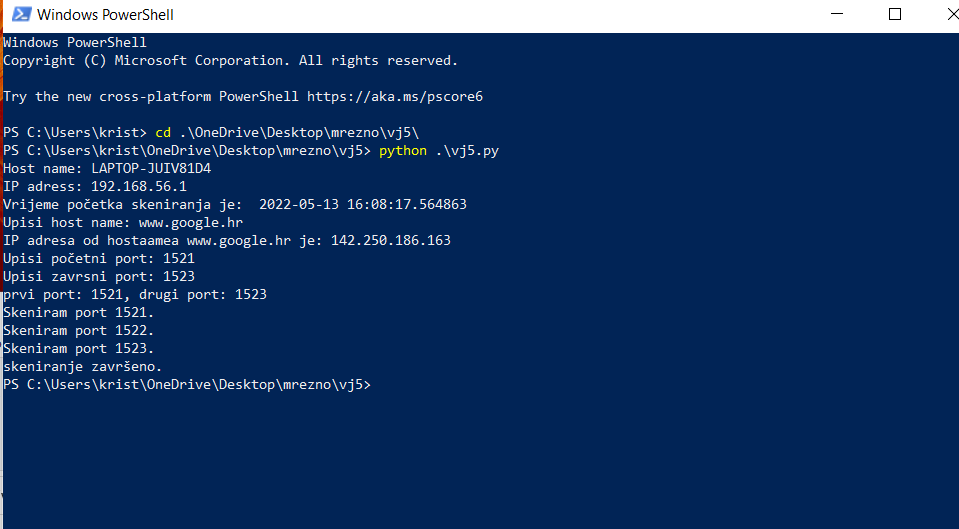 Windows PowerShell
Windows PowerShell
Copyright (C) Microsoft Corporation. All rights reserved.
Try the new cross-platform PowerShell https://aka.ms/pscore6
PS C:\Users\krist> cd .\OneDrive\Desktop\mrezno\vj5\
PS C:\Users\krist\OneDrive\Desktop\mrezno\vj5> python .\vj5.py
Host name: LAPTOP-JUIV81D4
IP adress: 192.168.56.1
Vrijeme početka skeniranja je:  2022-05-13 16:08:17.564863
Upisi host name: www.google.hr
IP adresa od hostaamea www.google.hr je: 142.250.186.163
Upisi početni port: 1521
Upisi zavrsni port: 1523
prvi port: 1521, drugi port: 1523
Skeniram port 1521.
Skeniram port 1522.
Skeniram port 1523.
skeniranje završeno.
PS C:\Users\krist\OneDrive\Desktop\mrezno\vj5>